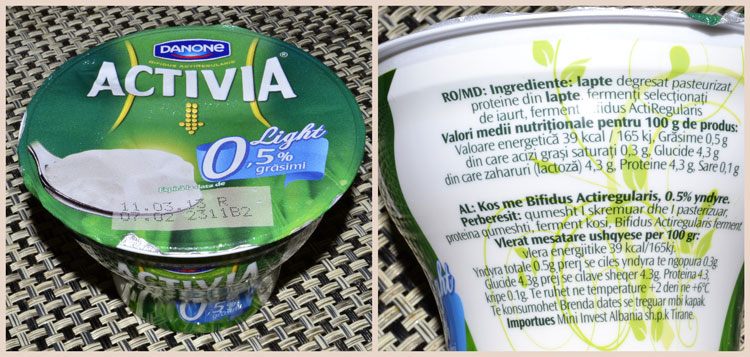 DANONE
BIFIDUS ACTIREGULARIS
ACTIVIA®
Light
0,5%
grăsimi
11.03.13 R
07.02 2311B2
ACTIVIA
0,5%
RO/MD: Ingrediente: lapte degresat pasteurizat,
proteine din lapte, fermenți selecționați
de iaurt, ferment Bifidus ActiRegularis
Valori medii nutriționale pentru 100 g de produs:
Valoare energetică 39 kcal / 165 kj, Grăsime 0,5 g
din care acizi grași saturați 0,3 g, Glucide 4,3 g
din care zaharuri (lactoză) 4,3 g, Proteine 4,3 g, Sare 0,1 g
AL: Kos me Bifidus Actiregularis, 0.5% yndyre.
Perberesit: qumesht I skremuar dhe I pasterizuar,
proteina qumeshti, ferment kosi, Bifidus ActiRegularis ferment
Vlerat mesatare ushqyese per 100 gr:
vlera energjitike 39 kcal/165kj.
Yndyra totale 0.5g prej se ciles yndyra te ngopura 0.3g
Glucide 4.3g prej se cilave sheqer 4.3g. Proteina 4.3,
kripe 0.1g. Te ruhet ne temperature +2 deri ne +6°C
Te konsumohet Brenda dates se treguar mbi kapak
Importues Mini Invest Albania sh.p.k Tirane.